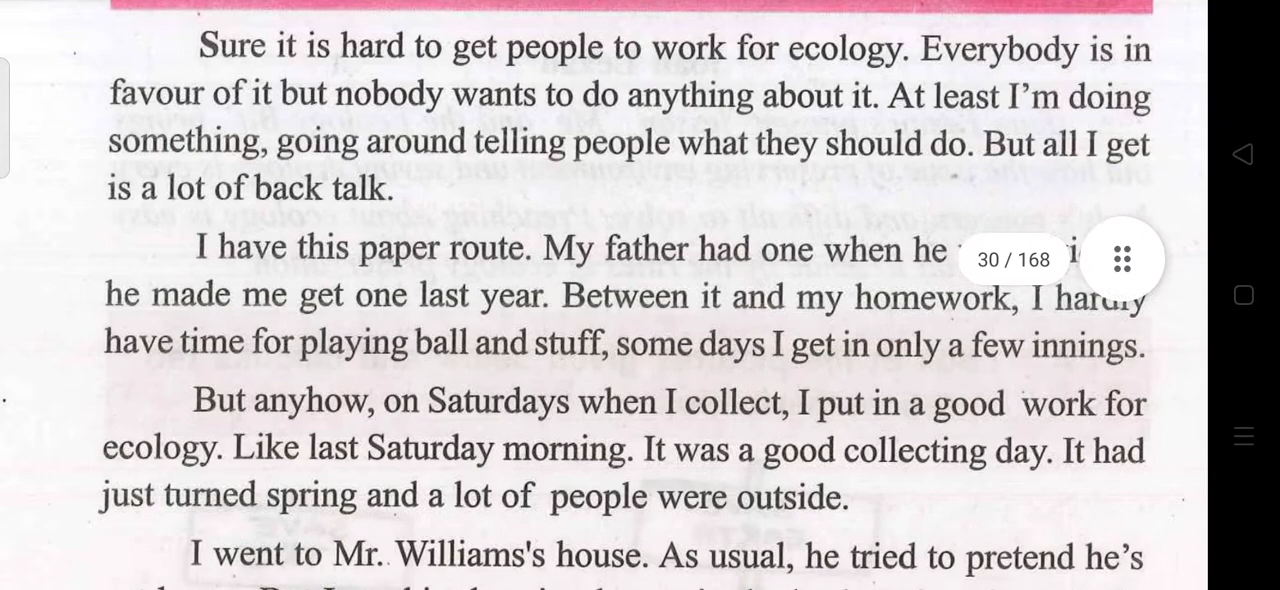 Sure it is hard to get people to work for ecology. Everybody is in
favour of it but nobody wants to do anything about it. At least I'm doing
something, going around telling people what they should do. But all I get
is a lot of back talk.
I have this paper route. My father had one when he
30 / 168
he made me get one last year. Between it and my homework, I hardly
have time for playing ball and stuff, some days I get in only a few innings.
But anyhow, on Saturdays when I collect, I put in a good work for
ecology. Like last Saturday morning. It was a good collecting day. It had
just turned spring and a lot of people were outside.
I went to Mr. Williams's house. As usual, he tried to pretend he's